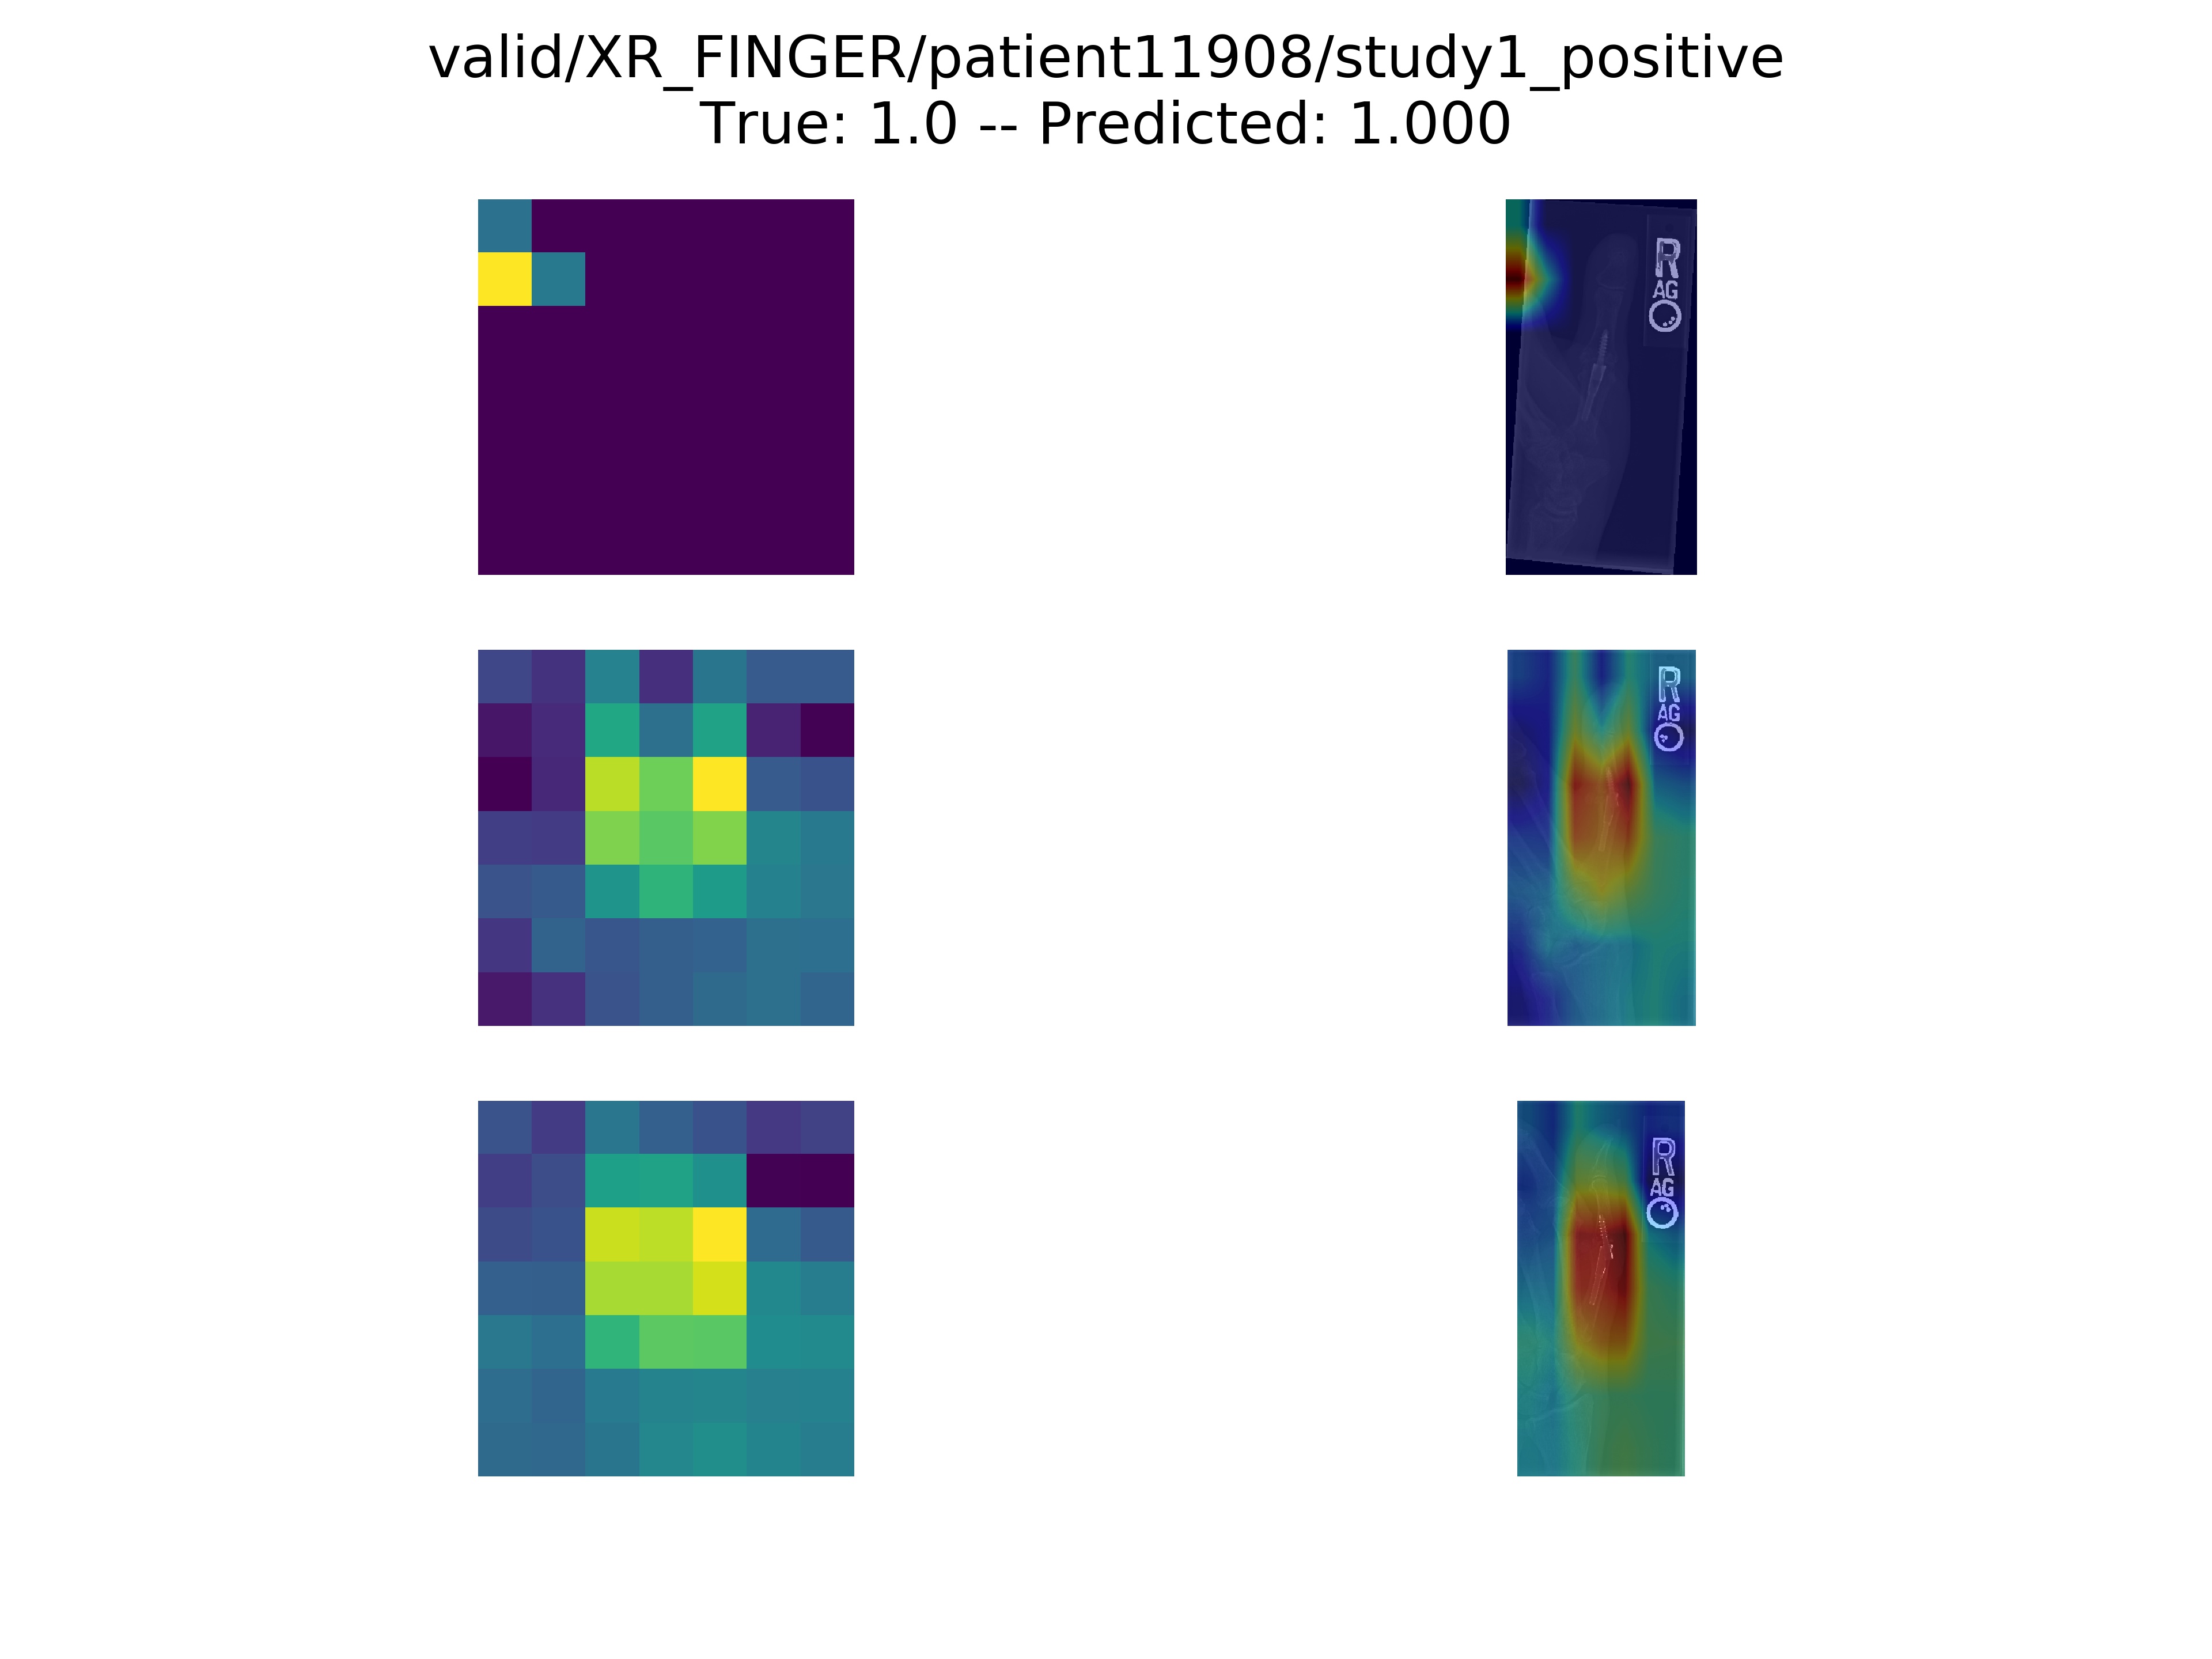 valid/XR_FINGER/patient11908/study1_positive
True: 1.0 -- Predicted: 1.000
R
AG
R
AG
R
AG